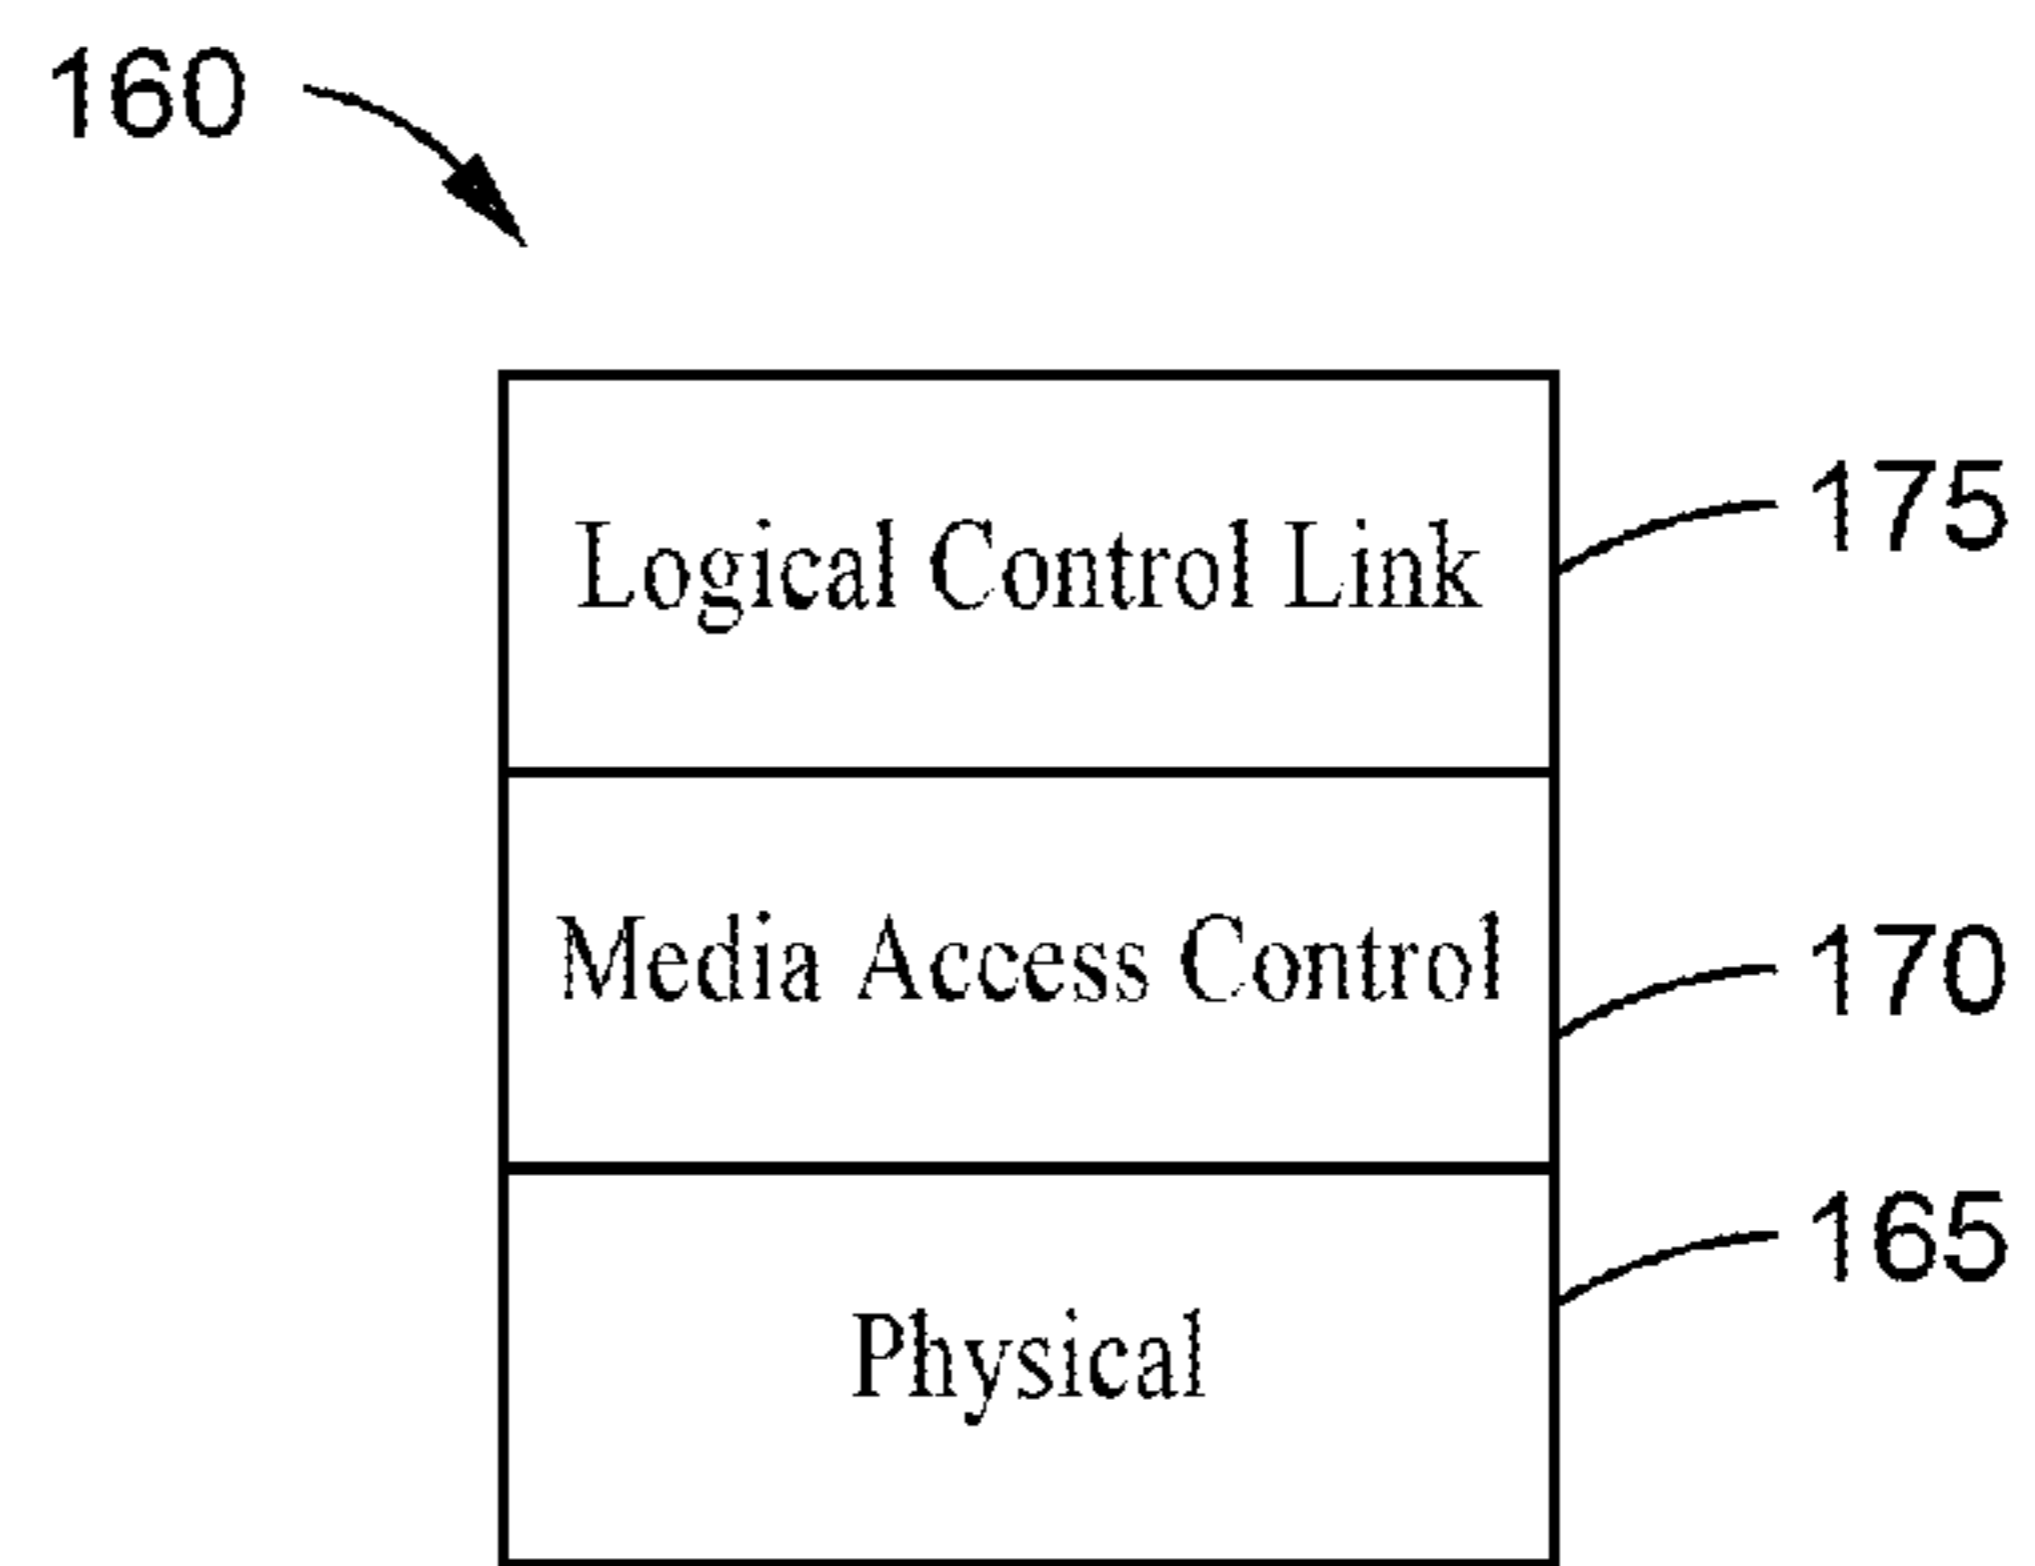 160
Logical Control Link
175
Media Access Control
170
165
Physical